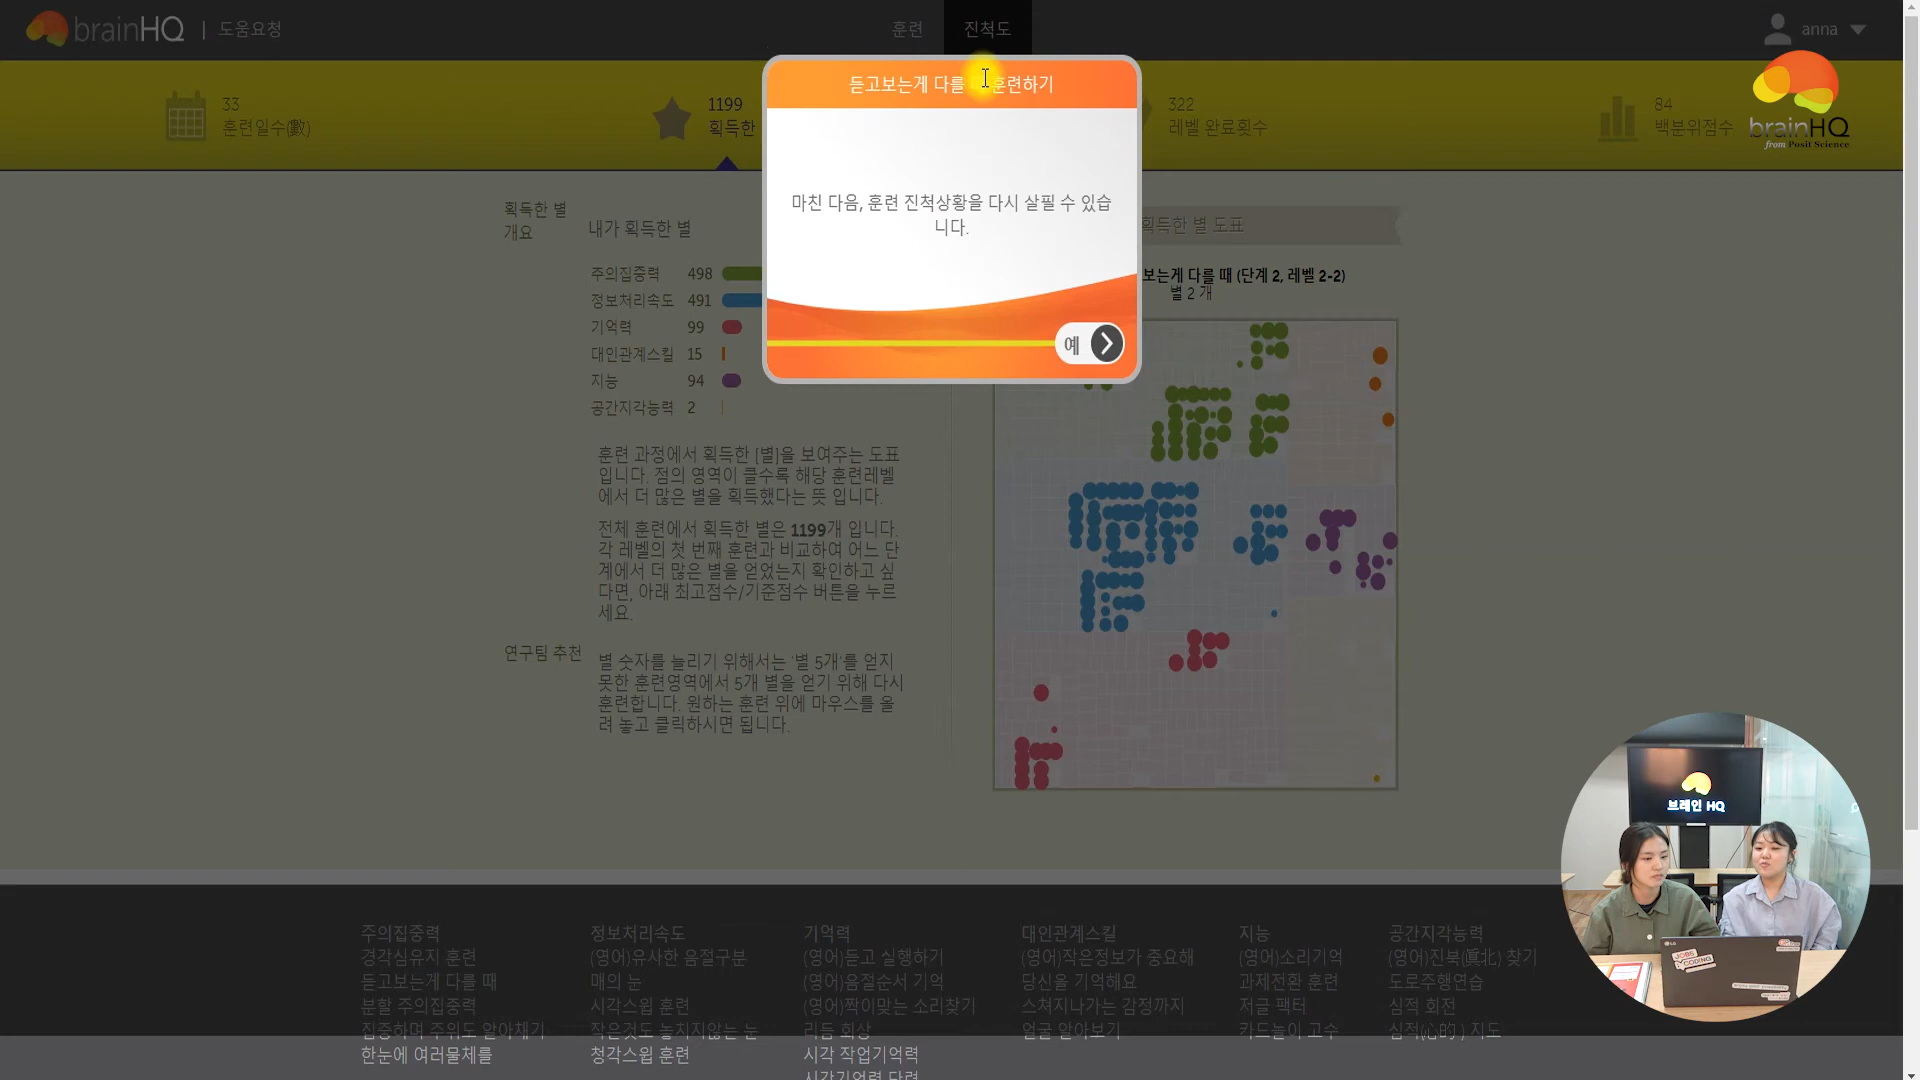 brainHQ | 도움요청
훈련
진척도
anna
33
훈련일수(數)
1199
획득한
322
레벨 완료횟수
84
백분위점수
brainHQ
from Posit Science
듣고보는게 다를 훈련하기
마친 다음, 훈련 진척상황을 다시 살필 수 있습
니다.
예
획득한 별
개요
내가 획득한 별
주의집중력 498
정보처리속도 491
기억력 99
대인관계스킬 15
지능 94
공간지각능력 2
훈련 과정에서 획득한 [별]을 보여주는 도표
입니다. 점의 영역이 클수록 해당 훈련레벨
에서 더 많은 별을 획득했다는 뜻 입니다.
전체 훈련에서 획득한 별은 1199개 입니다.
각 레벨의 첫 번째 훈련과 비교하여 어느 단
계에서 더 많은 별을 얻었는지 확인하고 싶
다면, 아래 최고점수/기준점수 버튼을 누르
세요.
연구팀 추천
별 숫자를 늘리기 위해서는 '별 5개'를 얻지
못한 훈련영역에서 5개 별을 얻기 위해 다시
훈련합니다. 원하는 훈련 위에 마우스를 올
려 놓고 클릭하시면 됩니다.
획득한 별 도표
보는게 다를 때 (단계 2, 레벨 2-2)
별 2 개
브레인 HQ
JOBS
CODING
LG
주의집중력
경각심유지 훈련
듣고보는게 다를 때
분할 주의집중력
집중하며 주위도 알아채기
한눈에 여러물체를
정보처리속도
(영어)유사한 음절구분
매의 눈
시각스윕 훈련
작은것도 놓치지않는 눈
청각스윕 훈련
기억력
(영어)듣고 실행하기
(영어)음절순서 기억
(영어)짝이맞는 소리찾기
리듬 회상
시각 작업기억력
시각기억력 단련
대인관계스킬
(영어)작은정보가 중요해
당신을 기억해요
스쳐지나가는 감정까지
얼굴 알아보기
지능
(영어)소리기억
과제전환 훈련
저글 팩터
카드놀이 고수
공간지각능력
(영어)진북(眞北) 찾기
도로주행연습
심적 회전
심적(心的) 지도